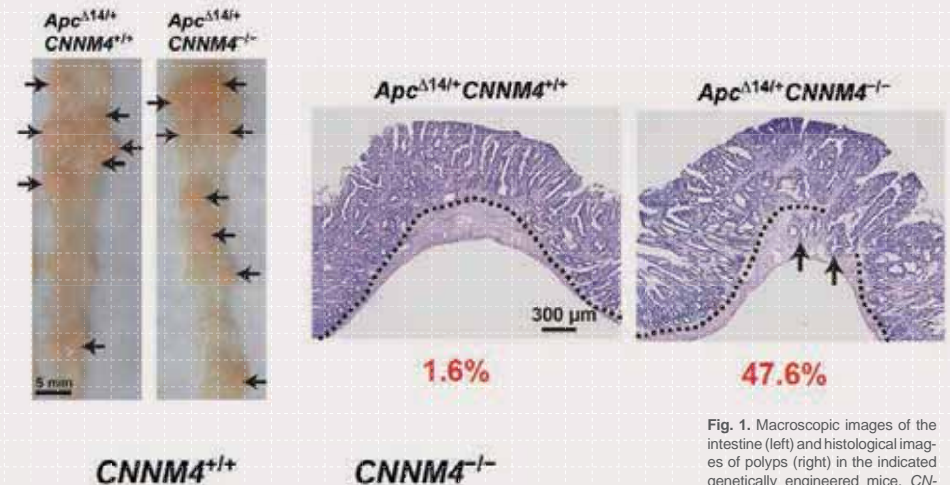 Apc^Δ14/+ Apc^Δ14/+
CNNM4^+/+ CNNM4^–/–
Apc^Δ14/+ CNNM4^+/+ Apc^Δ14/+ CNNM4^–/–
300 µm
5 mm
1.6% 47.6%
Fig. 1. Macroscopic images of the
intestine (left) and histological imag-
es of polyps (right) in the indicated
genetically engineered mice. CN-
CNNM4^+/+ CNNM4^–/–